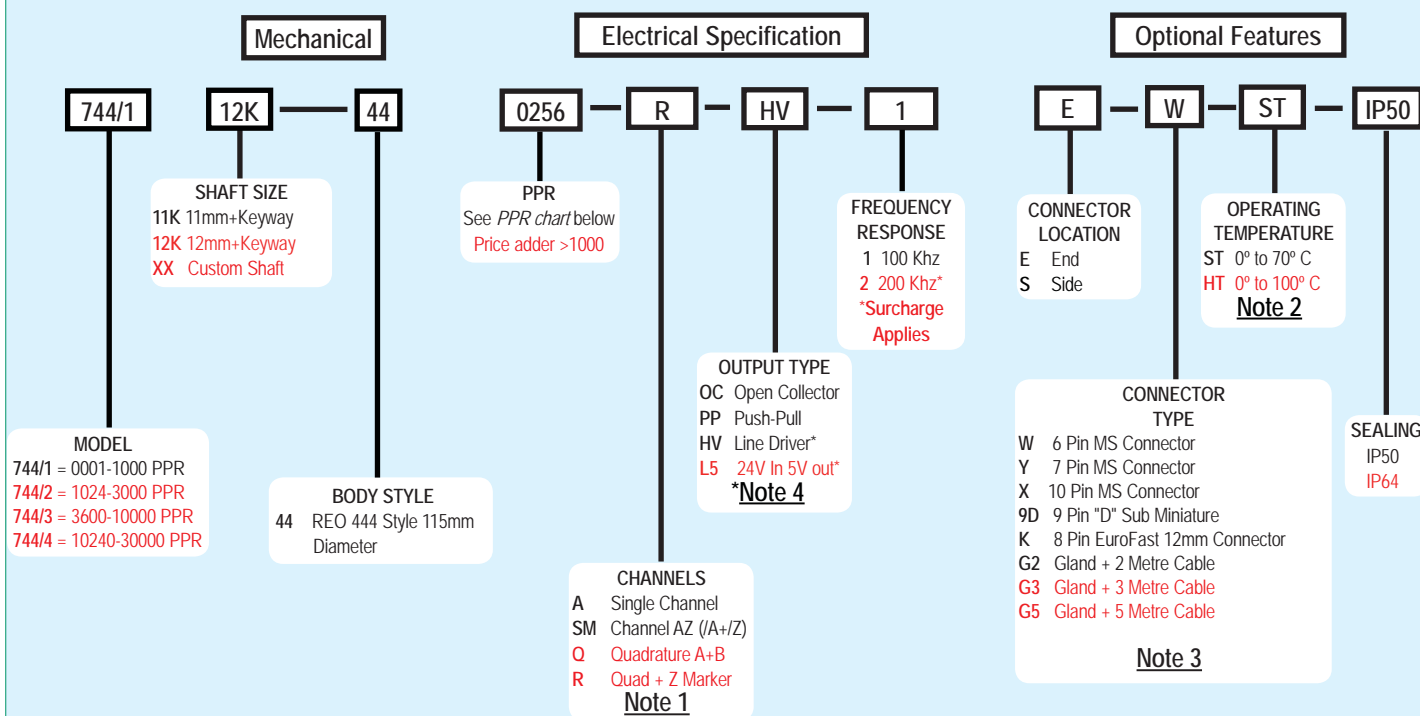 Mechanical
Electrical Specification
Optional Features
744/1
12K
44
0256
R
HV
1
E
W
ST
IP50
SHAFT SIZE
11K 11mm+Keyway
12K 12mm+Keyway
XX Custom Shaft
PPR
See PPR chart below
Price adder >1000
FREQUENCY
RESPONSE
1 100 Khz
2 200 Khz*
*Surcharge
Applies
CONNECTOR
LOCATION
E End
S Side
OPERATING
TEMPERATURE
ST 0º to 70º C
HT 0º to 100º C
Note 2
OUTPUT TYPE
OC Open Collector
PP Push-Pull
HV Line Driver*
L5 24V In 5V out*
*Note 4
MODEL
744/1 = 0001-1000 PPR
744/2 = 1024-3000 PPR
744/3 = 3600-10000 PPR
744/4 = 10240-30000 PPR
BODY STYLE
44 REO 444 Style 115mm
Diameter
CHANNELS
A Single Channel
SM Channel AZ (/A+/Z)
Q Quadrature A+B
R Quad + Z Marker
Note 1
CONNECTOR
TYPE
W 6 Pin MS Connector
Y 7 Pin MS Connector
X 10 Pin MS Connector
9D 9 Pin "D" Sub Miniature
K 8 Pin EuroFast 12mm Connector
G2 Gland + 2 Metre Cable
G3 Gland + 3 Metre Cable
G5 Gland + 5 Metre Cable
Note 3
SEALING
IP50
IP64